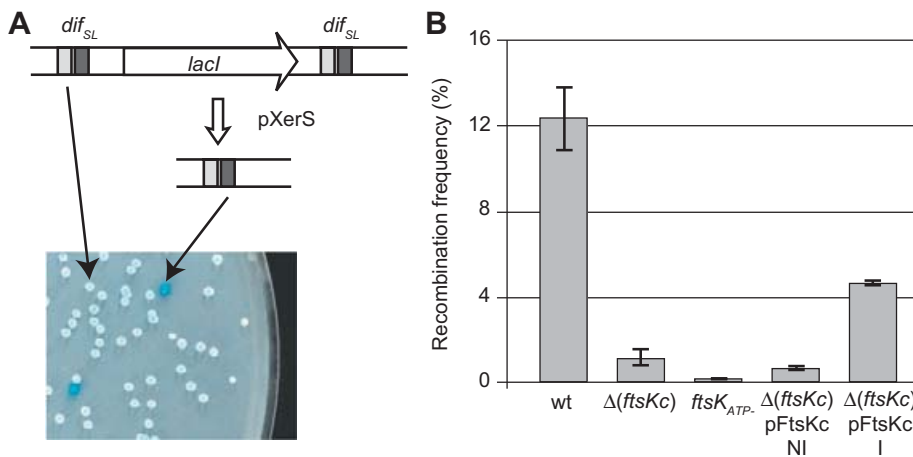 A
dif_SL
dif_SL
lacI
pXerS
B
Recombination frequency (%)
16
12
8
4
0
wt
Δ(ftsKc)
ftsK_ATP-
Δ(ftsKc)
pFtsKc
NI
Δ(ftsKc)
pFtsKc
I